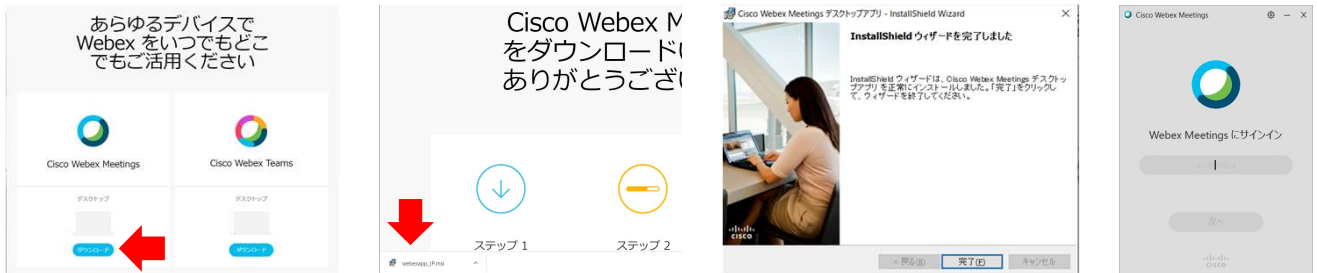 あらゆるデバイスで
Webex をいつでもどこ
でもご活用ください
Cisco Webex Meetings
Cisco Webex Teams
デスクトップ
デスクトップ
ダウンロード
ダウンロード
Cisco Webex M
をダウンロード
ありがとうござ
ステップ 1
ステップ 2
webexapp_JP.msi
Cisco Webex Meetings デスクトップアプリ - InstallShield Wizard
InstallShield ウィザードを完了しました
InstallShield ウィザードは、Cisco Webex Meetings デスクトッ
プアプリ を正常にインストールしました。「完了」をクリックし
て、ウィザードを終了してください。
cisco
< 戻る(B)
完了(F)
キャンセル
Cisco Webex Meetings
Webex Meetings にサインイン
次へ
cisco